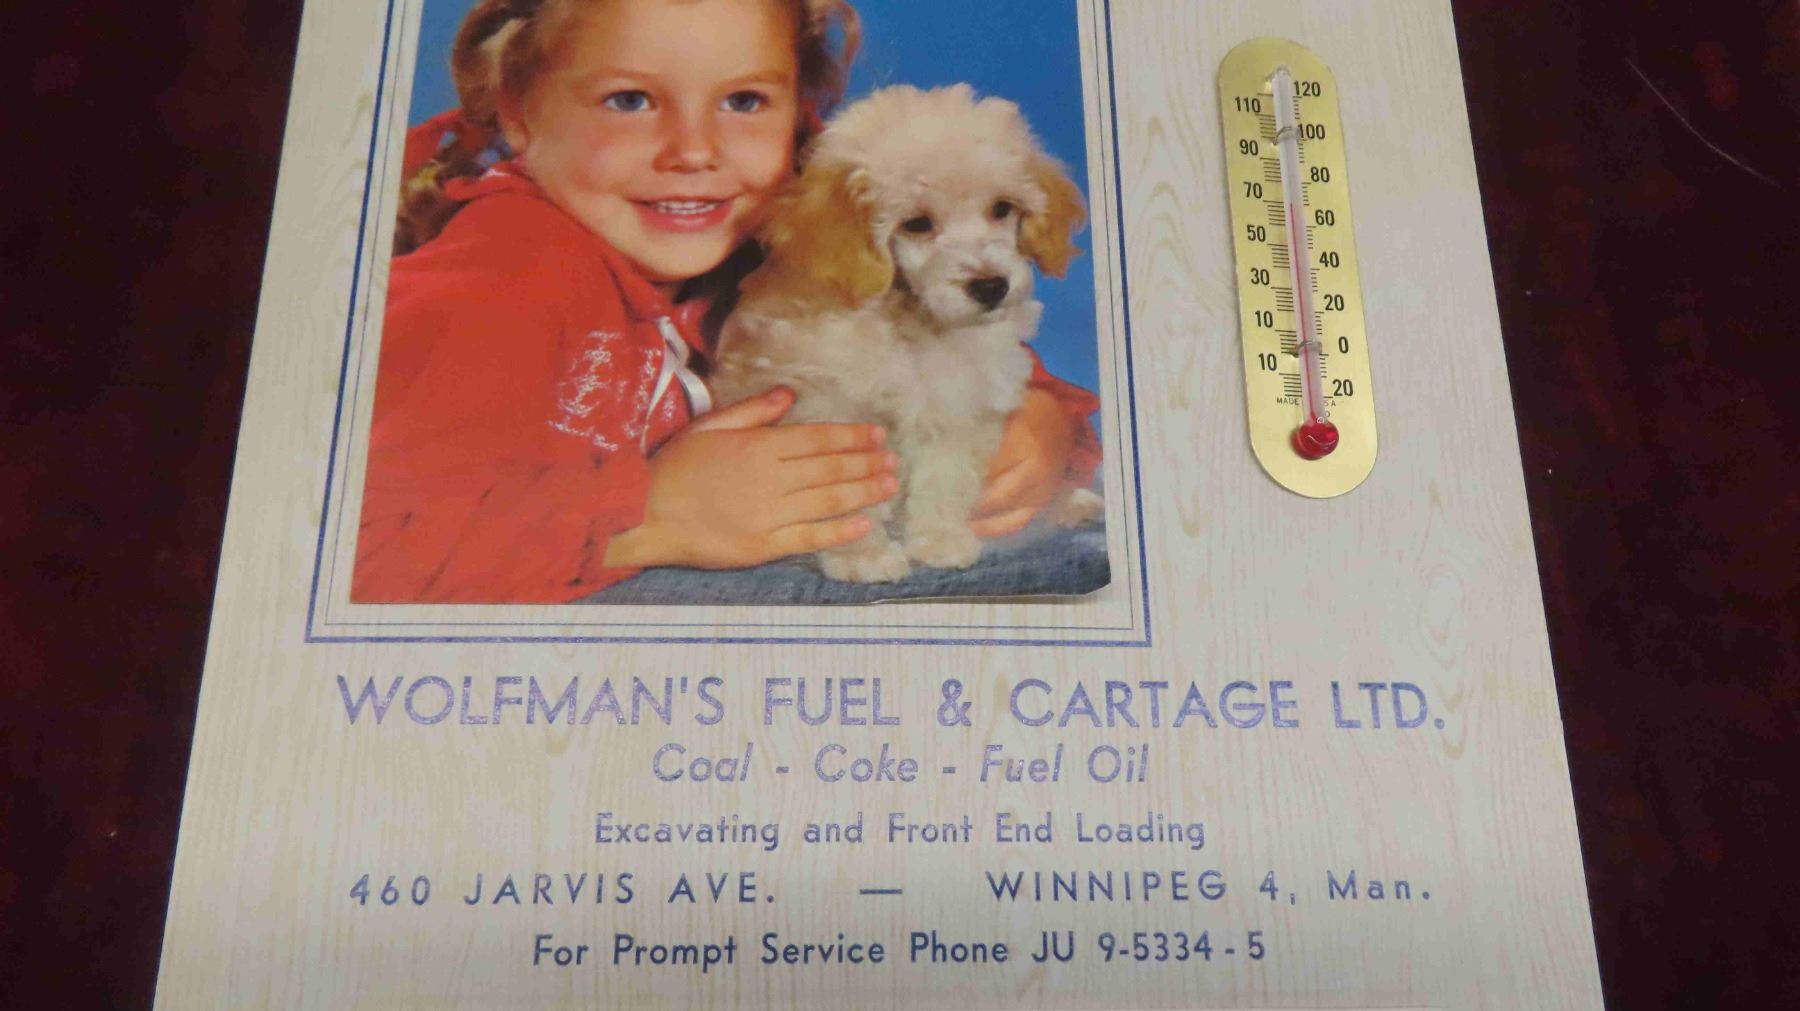 120
110
100
90
80
70
60
50
40
30
20
10
0
10
20
MADE
WOLFMAN'S FUEL & CARTAGE LTD.
Coal - Coke - Fuel Oil
Excavating and Front End Loading
460 JARVIS AVE. — WINNIPEG 4, Man.
For Prompt Service Phone JU 9-5334-5